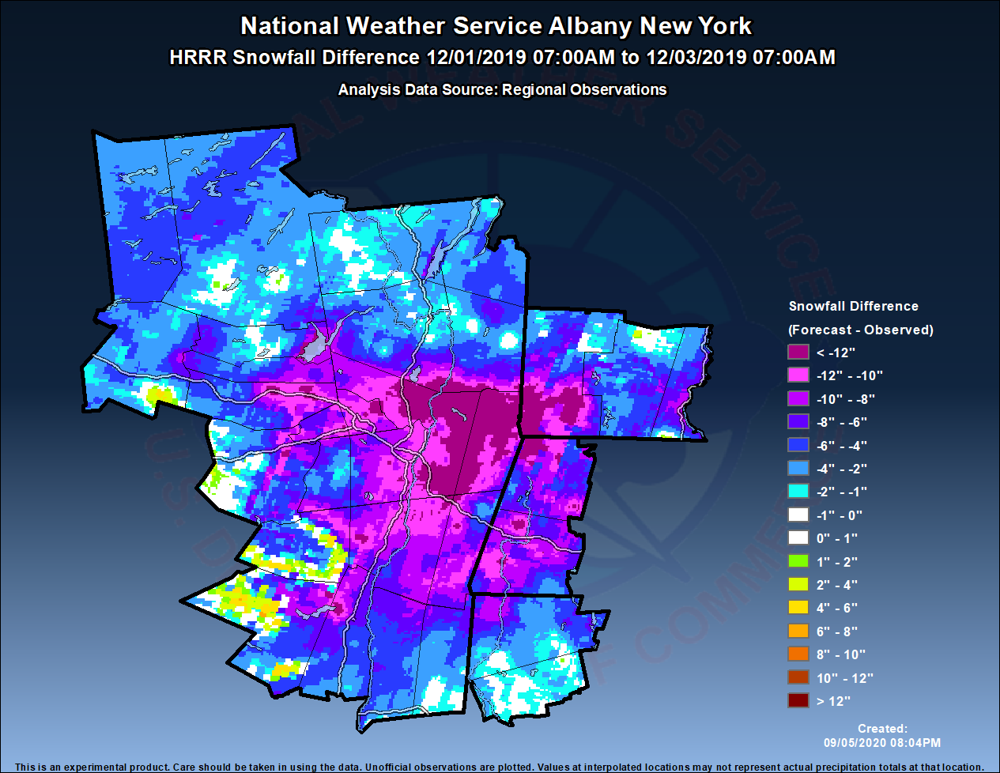 National Weather Service Albany New York
HRRR Snowfall Difference 12/01/2019 07:00AM to 12/03/2019 07:00AM
Analysis Data Source: Regional Observations
Snowfall Difference
(Forecast - Observed)
< -12"
-12" - -10"
-10" - -8"
-8" - -6"
-6" - -4"
-4" - -2"
-2" - -1"
-1" - 0"
0" - 1"
1" - 2"
2" - 4"
4" - 6"
6" - 8"
8" - 10"
10" - 12"
> 12"
Created:
09/05/2020 08:04PM
This is an experimental product. Care should be taken in using the data. Unofficial observations are plotted. Values at interpolated locations may not represent actual precipitation totals at that location.
WEATHER SERVICE